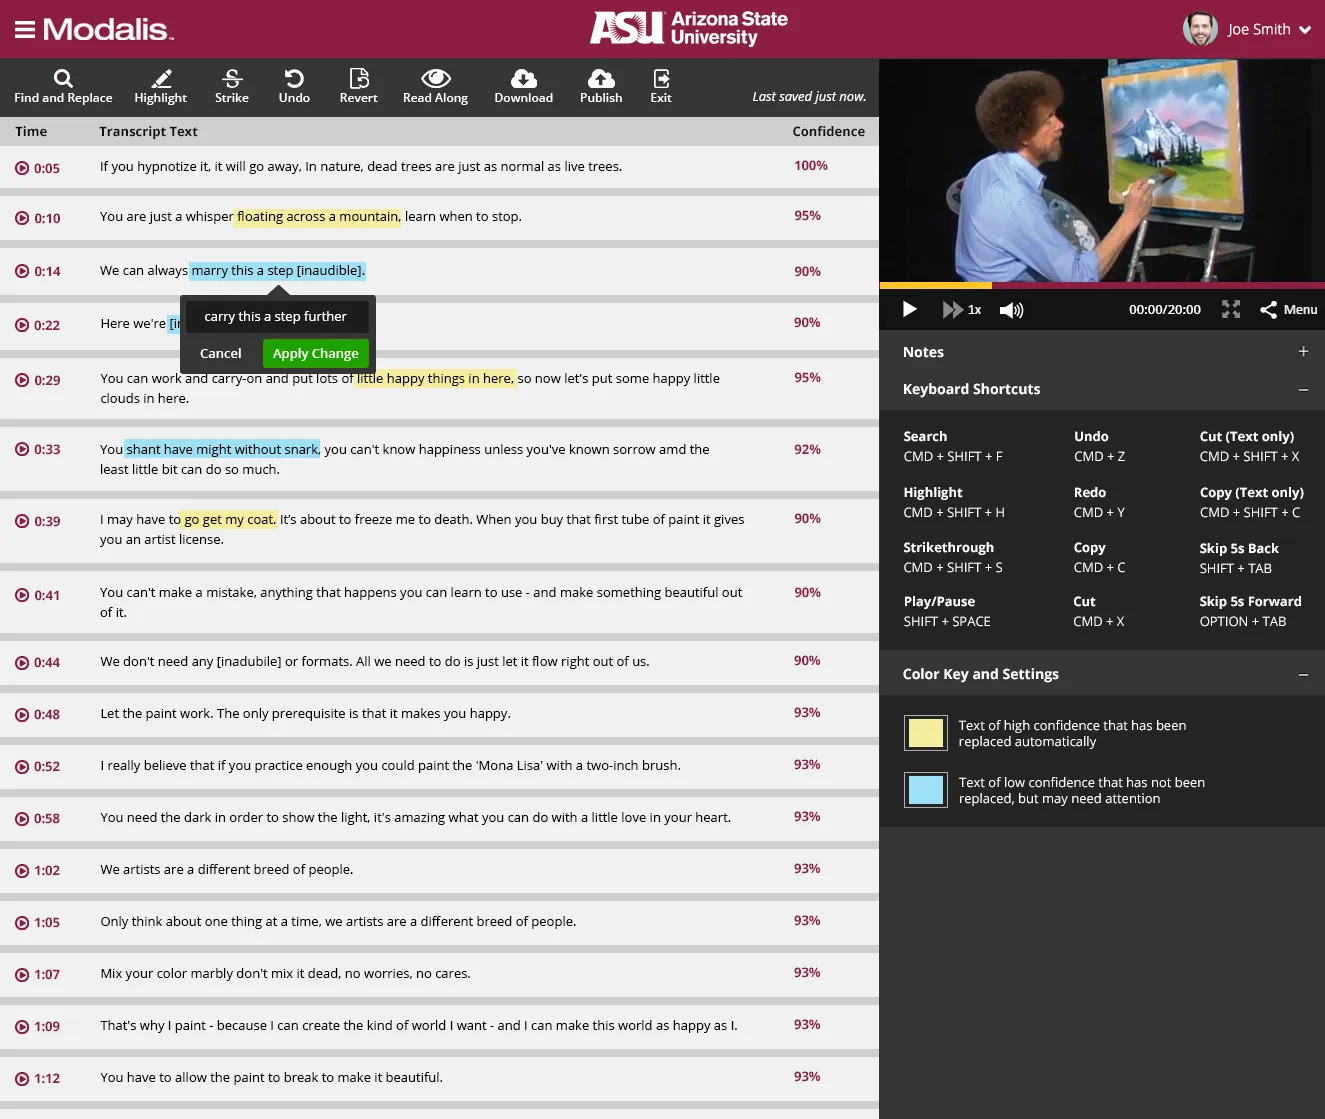 Modalis™
ASU Arizona State University
Joe Smith
Find and Replace
Highlight
Strike
Undo
Revert
Read Along
Download
Publish
Exit
Last saved just now.
Time Transcript Text Confidence
0:05 If you hypnotize it, it will go away, In nature, dead trees are just as normal as live trees. 100%
0:10 You are just a whisper floating across a mountain, learn when to stop. 95%
0:14 We can always marry this a step [inaudible]. 90%
carry this a step further
Cancel Apply Change
0:22 Here we're 90%
0:29 You can work and carry-on and put lots of little happy things in here, so now let's put some happy little 95%
clouds in here.
0:33 You shant have might without snark, you can't know happiness unless you've known sorrow amd the 92%
least little bit can do so much.
0:39 I may have to go get my coat. It's about to freeze me to death. When you buy that first tube of paint it gives 90%
you an artist license.
0:41 You can't make a mistake, anything that happens you can learn to use - and make something beautiful out 90%
of it.
0:44 We don't need any [inadubile] or formats. All we need to do is just let it flow right out of us. 90%
0:48 Let the paint work. The only prerequisite is that it makes you happy. 93%
0:52 I really believe that if you practice enough you could paint the 'Mona Lisa' with a two-inch brush. 93%
0:58 You need the dark in order to show the light, it's amazing what you can do with a little love in your heart. 93%
1:02 We artists are a different breed of people. 93%
1:05 Only think about one thing at a time, we artists are a different breed of people. 93%
1:07 Mix your color marbly don't mix it dead, no worries, no cares. 93%
1:09 That's why I paint - because I can create the kind of world I want - and I can make this world as happy as I. 93%
1:12 You have to allow the paint to break to make it beautiful. 93%
1x 00:00/20:00 Menu
Notes +
Keyboard Shortcuts –
Search Undo Cut (Text only)
CMD + SHIFT + F CMD + Z CMD + SHIFT + X
Highlight Redo Copy (Text only)
CMD + SHIFT + H CMD + Y CMD + SHIFT + C
Strikethrough Copy Skip 5s Back
CMD + SHIFT + S CMD + C SHIFT + TAB
Play/Pause Cut Skip 5s Forward
SHIFT + SPACE CMD + X OPTION + TAB
Color Key and Settings –
Text of high confidence that has been
replaced automatically
Text of low confidence that has not been
replaced, but may need attention